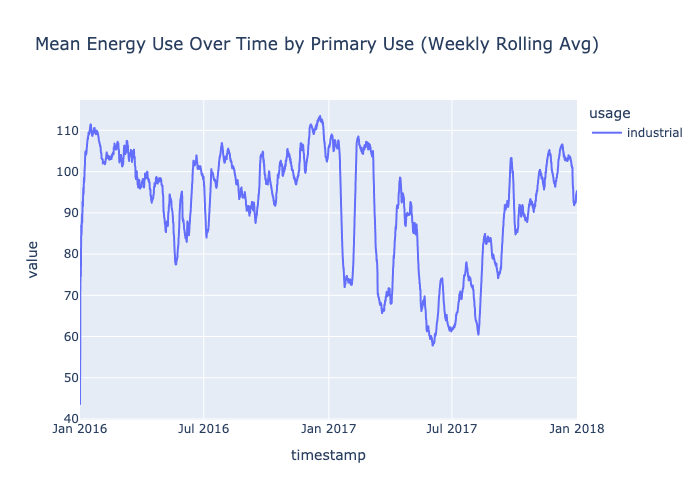 Mean Energy Use Over Time by Primary Use (Weekly Rolling Avg)
usage
industrial
110
100
90
80
70
60
50
40
value
Jan 2016
Jul 2016
Jan 2017
Jul 2017
Jan 2018
timestamp